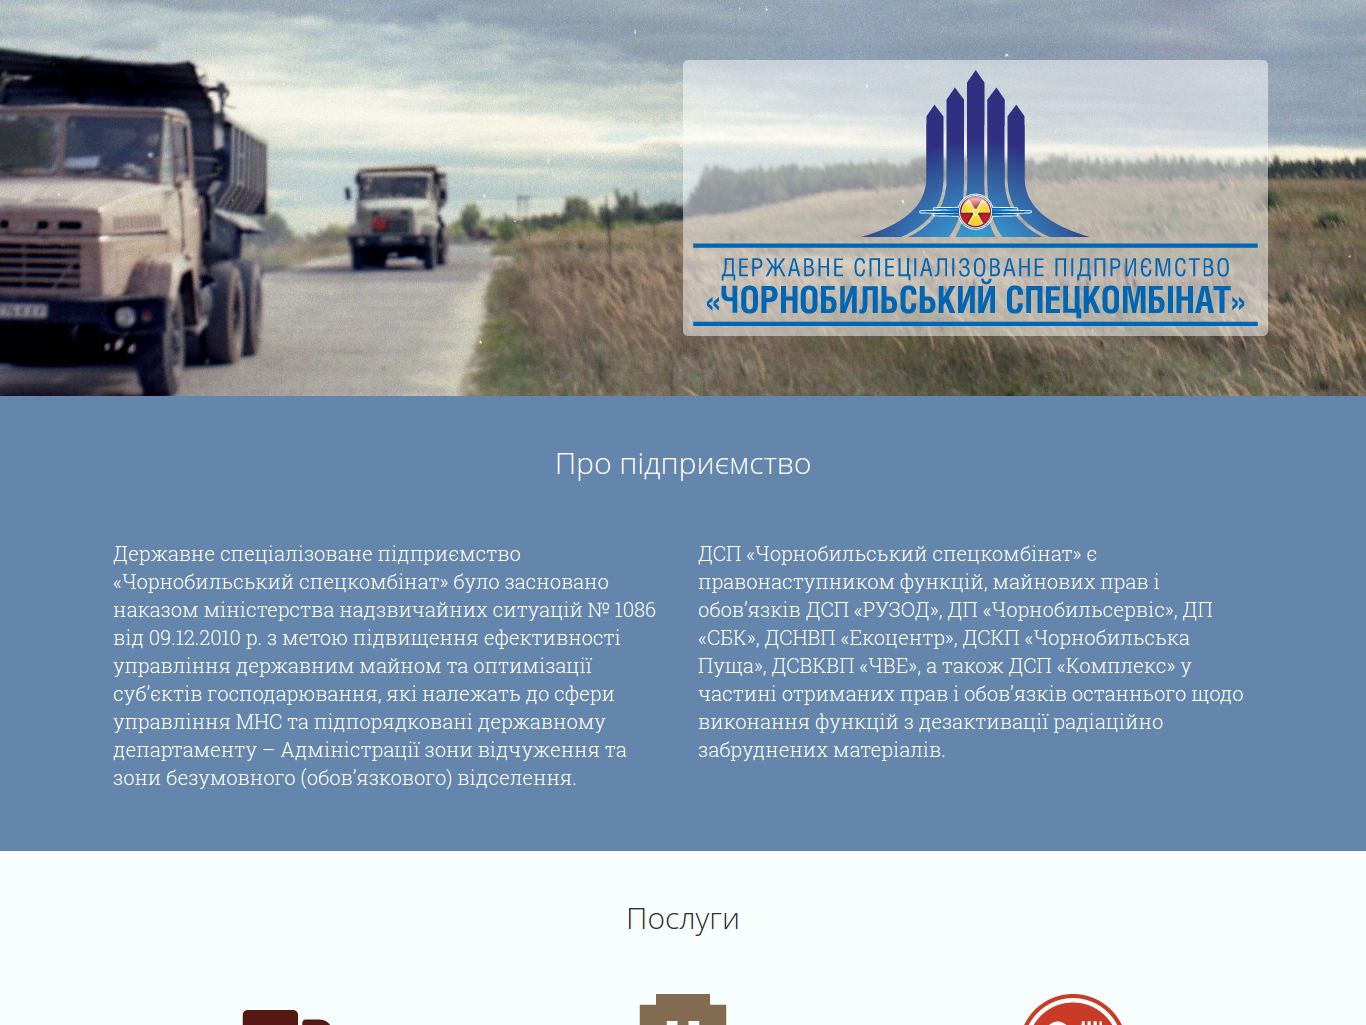 ДЕРЖАВНЕ СПЕЦІАЛІЗОВАНЕ ПІДПРИЄМСТВО
«ЧОРНОБИЛЬСЬКИЙ СПЕЦКОМБІНАТ»
Про підприємство
Державне спеціалізоване підприємство
«Чорнобильський спецкомбінат» було засновано
наказом міністерства надзвичайних ситуацій № 1086
від 09.12.2010 р. з метою підвищення ефективності
управління державним майном та оптимізації
суб’єктів господарювання, які належать до сфери
управління МНС та підпорядковані державному
департаменту – Адміністрації зони відчуження та
зони безумовного (обов’язкового) відселення.
ДСП «Чорнобильський спецкомбінат» є
правонаступником функцій, майнових прав і
обов’язків ДСП «РУЗОД», ДП «Чорнобильсервіс», ДП
«СБК», ДСНВП «Екоцентр», ДСКП «Чорнобильська
Пуща», ДСВКВП «ЧВЕ», а також ДСП «Комплекс» у
частині отриманих прав і обов’язків останнього щодо
виконання функцій з дезактивації радіаційно
забруднених матеріалів.
Послуги